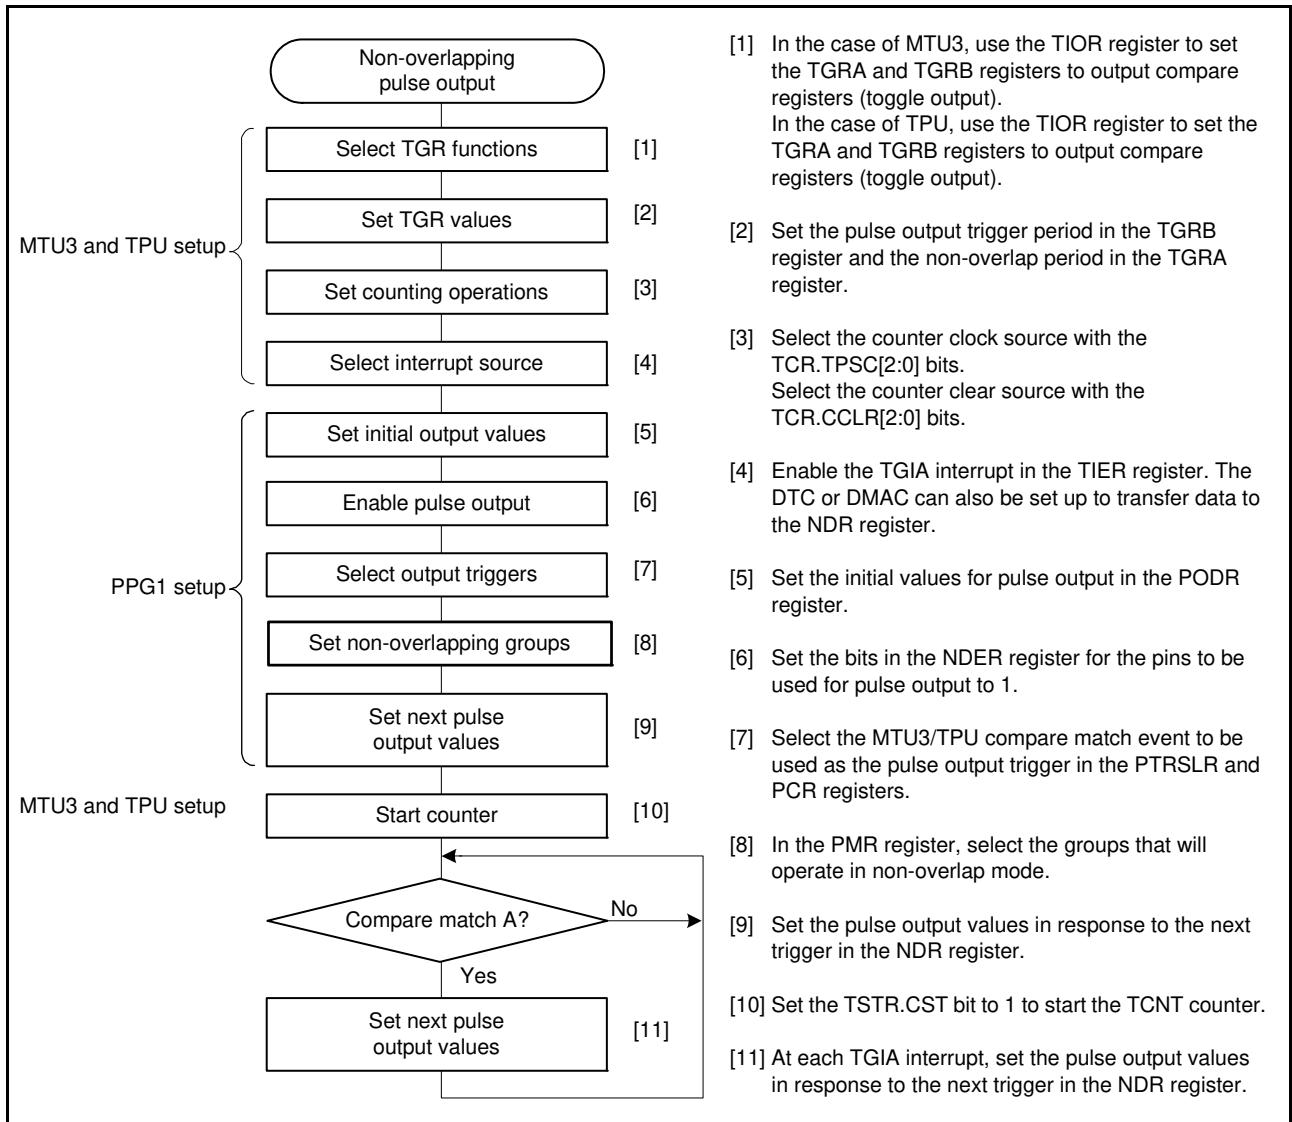 Non-overlapping
pulse output
Select TGR functions [1]
Set TGR values [2]
MTU3 and TPU setup
Set counting operations [3]
Select interrupt source [4]
Set initial output values [5]
Enable pulse output [6]
Select output triggers [7]
PPG1 setup
Set non-overlapping groups [8]
Set next pulse
output values
[9]
MTU3 and TPU setup
Start counter [10]
Compare match A?
No
Yes
Set next pulse
output values
[11]
[1] In the case of MTU3, use the TIOR register to set
the TGRA and TGRB registers to output compare
registers (toggle output).
In the case of TPU, use the TIOR register to set the
TGRA and TGRB registers to output compare
registers (toggle output).
[2] Set the pulse output trigger period in the TGRB
register and the non-overlap period in the TGRA
register.
[3] Select the counter clock source with the
TCR.TPSC[2:0] bits.
Select the counter clear source with the
TCR.CCLR[2:0] bits.
[4] Enable the TGIA interrupt in the TIER register. The
DTC or DMAC can also be set up to transfer data to
the NDR register.
[5] Set the initial values for pulse output in the PODR
register.
[6] Set the bits in the NDER register for the pins to be
used for pulse output to 1.
[7] Select the MTU3/TPU compare match event to be
used as the pulse output trigger in the PTRSLR and
PCR registers.
[8] In the PMR register, select the groups that will
operate in non-overlap mode.
[9] Set the pulse output values in response to the next
trigger in the NDR register.
[10] Set the TSTR.CST bit to 1 to start the TCNT counter.
[11] At each TGIA interrupt, set the pulse output values
in response to the next trigger in the NDR register.